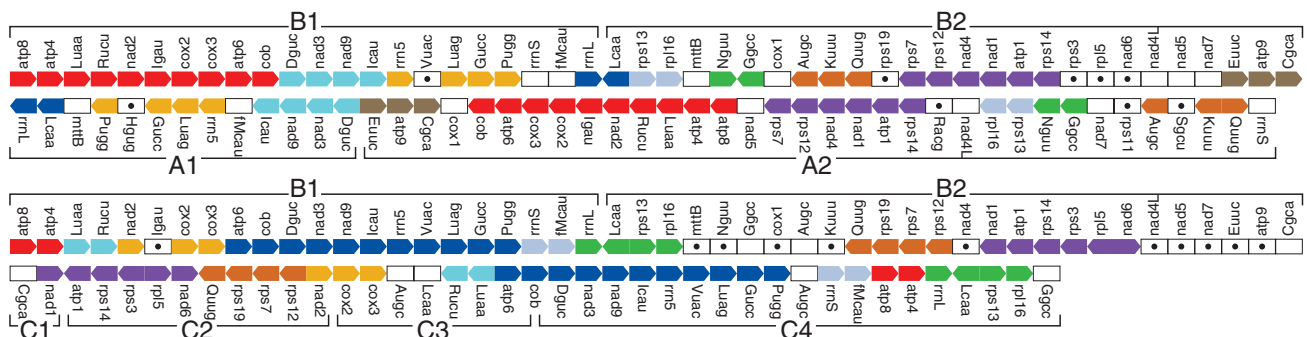 B1 B2
atp8 atp4 Luaa Rucu nad2 Igau cox2 cox3 atp6 cob Dguc nad3 nad9 Icau rrn5 Vuac Luag Gucc Pugg rrnS fMcau rrnL Lcaa rps13 rpl16 mttB Nguu Ggcc cox1 Augc Kuuu Quug rps19 rps7 rps12 nad4 nad1 atp1 rps14 rps3 rpl5 nad6 nad4L nad5 nad7 Euuc atp9 Cgca
rrnL Lcaa mttB Pugg Hgug Gucc Luag rrn5 fMcau Icau nad9 nad3 Dguc Euuc atp9 Cgca cox1 cob atp6 cox3 cox2 Igau nad2 Rucu Luaa atp4 atp8 nad5 rps7 rps12 nad4 nad1 atp1 rps14 Racg nad4L rpl16 rps13 Nguu Ggcc nad7 rps11 Augc Sgcu Kuuu Quug rrnS
A1 A2
B1 B2
atp8 atp4 Luaa Rucu nad2 Igau cox2 cox3 atp6 cob Dguc nad3 nad9 Icau rrn5 Vuac Luag Gucc Pugg rrnS fMcau rrnL Lcaa rps13 rpl16 mttB Nguu Ggcc cox1 Augc Kuuu Quug rps19 rps7 rps12 nad4 nad1 atp1 rps14 rps3 rpl5 nad6 nad4L nad5 nad7 Euuc atp9 Cgca
Cgca nad1 atp1 rps14 rps3 rpl5 nad6 Quug rps19 rps7 rps12 nad2 cox2 cox3 Augc Lcaa Rucu Luaa atp6 cob Dguc nad3 nad9 Icau rrn5 Vuac Luag Gucc Pugg Augc rrnS fMcau atp8 atp4 rrnL Lcaa rps13 rpl16 Ggcc
C1 C2 C3 C4